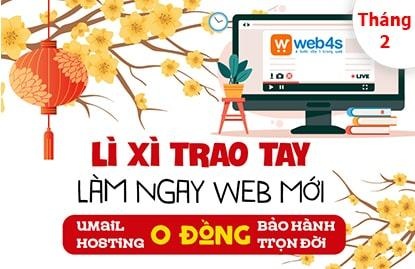 Tháng
2
web4s
LIVE
LÌ XÌ TRAO TAY
LÀM NGAY WEB MỚI
UMAIL
HOSTING
0 ĐỒNG
BẢO HÀNH
TRỌN ĐỜI